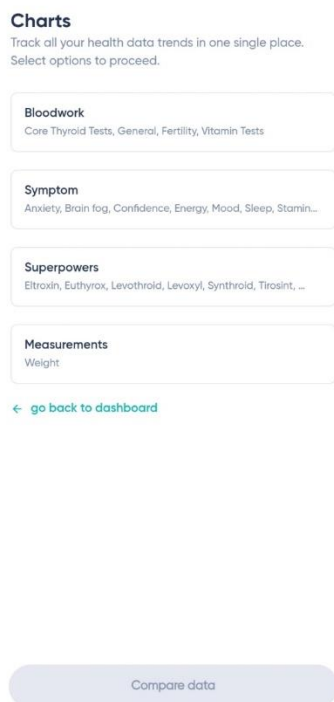 Charts
Track all your health data trends in one single place.
Select options to proceed.
Bloodwork
Core Thyroid Tests, General, Fertility, Vitamin Tests
Symptom
Anxiety, Brain fog, Confidence, Energy, Mood, Sleep, Stamin...
Superpowers
Eltroxin, Euthyrox, Levothroid, Levoxyl, Synthroid, Tirosint, ...
Measurements
Weight
← go back to dashboard
Compare data